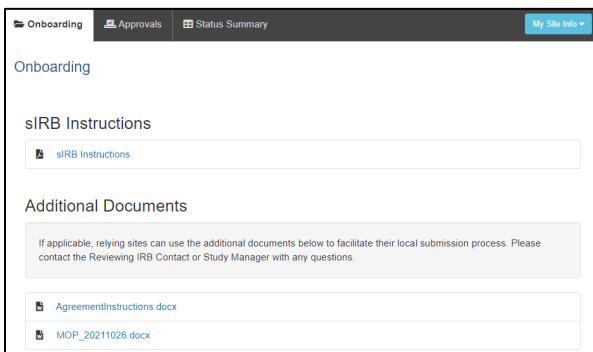 Onboarding Approvals Status Summary My Site Info
Onboarding
sIRB Instructions
sIRB Instructions
Additional Documents
If applicable, relying sites can use the additional documents below to facilitate their local submission process. Please
contact the Reviewing IRB Contact or Study Manager with any questions.
AgreementInstructions.docx
MOP_20211026.docx